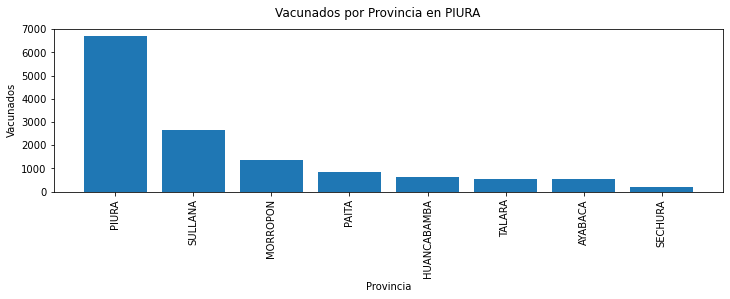 Vacunados por Provincia en PIURA
Vacunados
7000
6000
5000
4000
3000
2000
1000
0
PIURA
SULLANA
MORROPON
PAITA
HUANCABAMBA
TALARA
AYABACA
SECHURA
Provincia